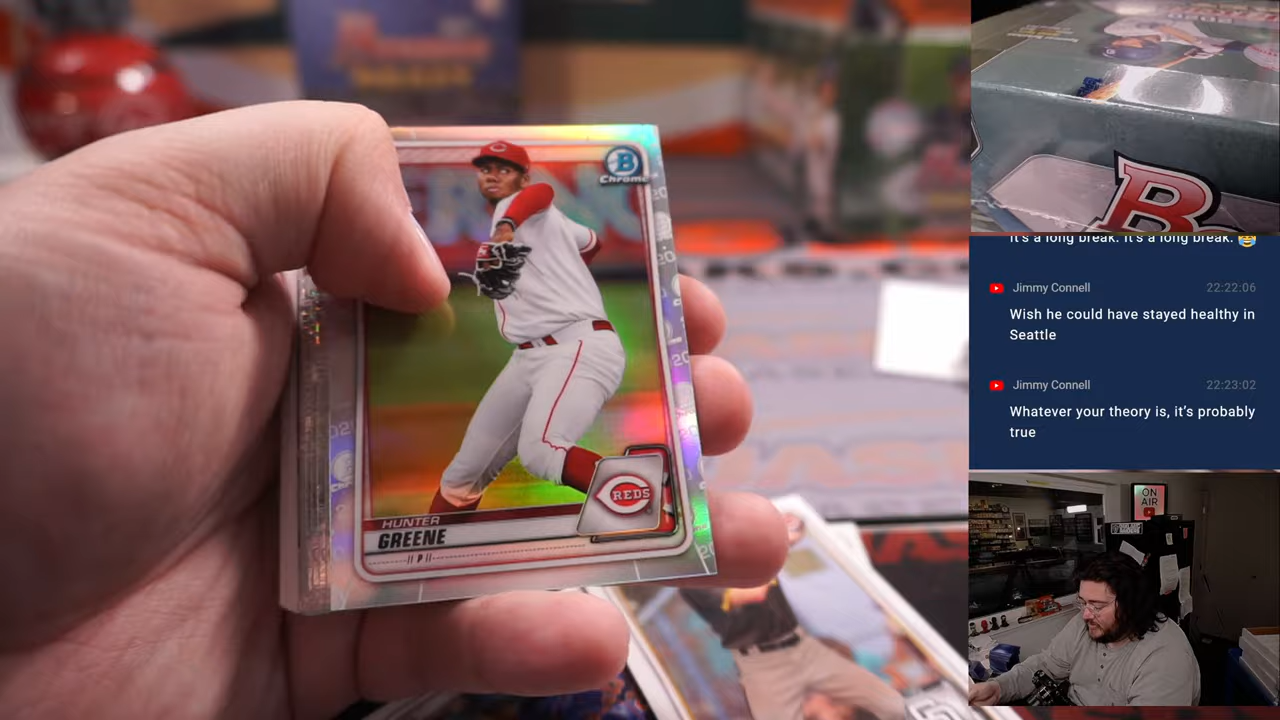 B
Chrome
REDS
HUNTER
GREENE
P
B
It's a long break. It's a long break. 😅
Jimmy Connell 22:22:06
Wish he could have stayed healthy in
Seattle
Jimmy Connell 22:23:02
Whatever your theory is, it's probably
true
ON
AIR